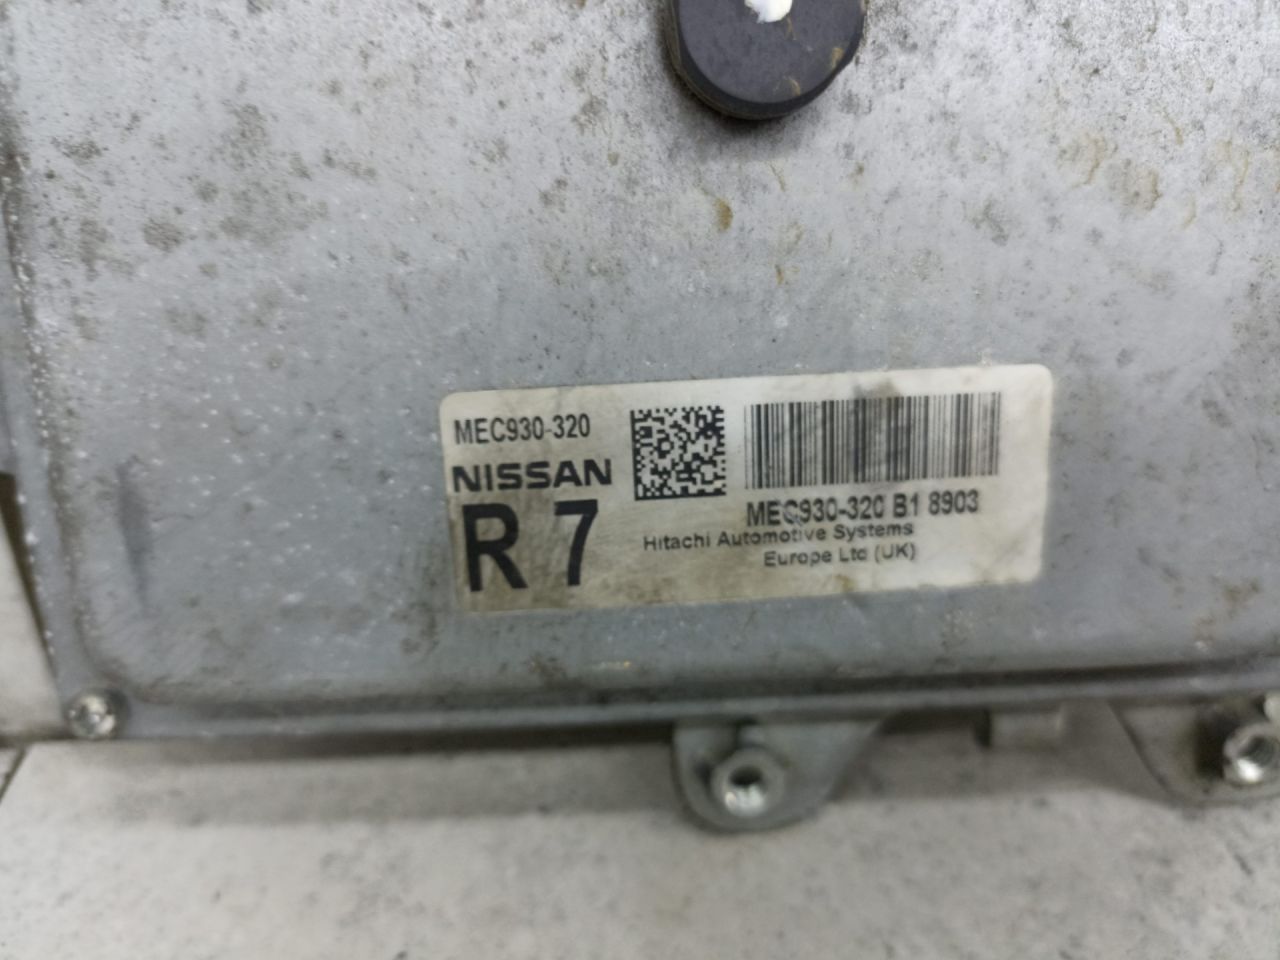 MEC930-320
NISSAN
R 7
MEC930-320 B1 8903
Hitachi Automotive Systems
Europe Ltd (UK)